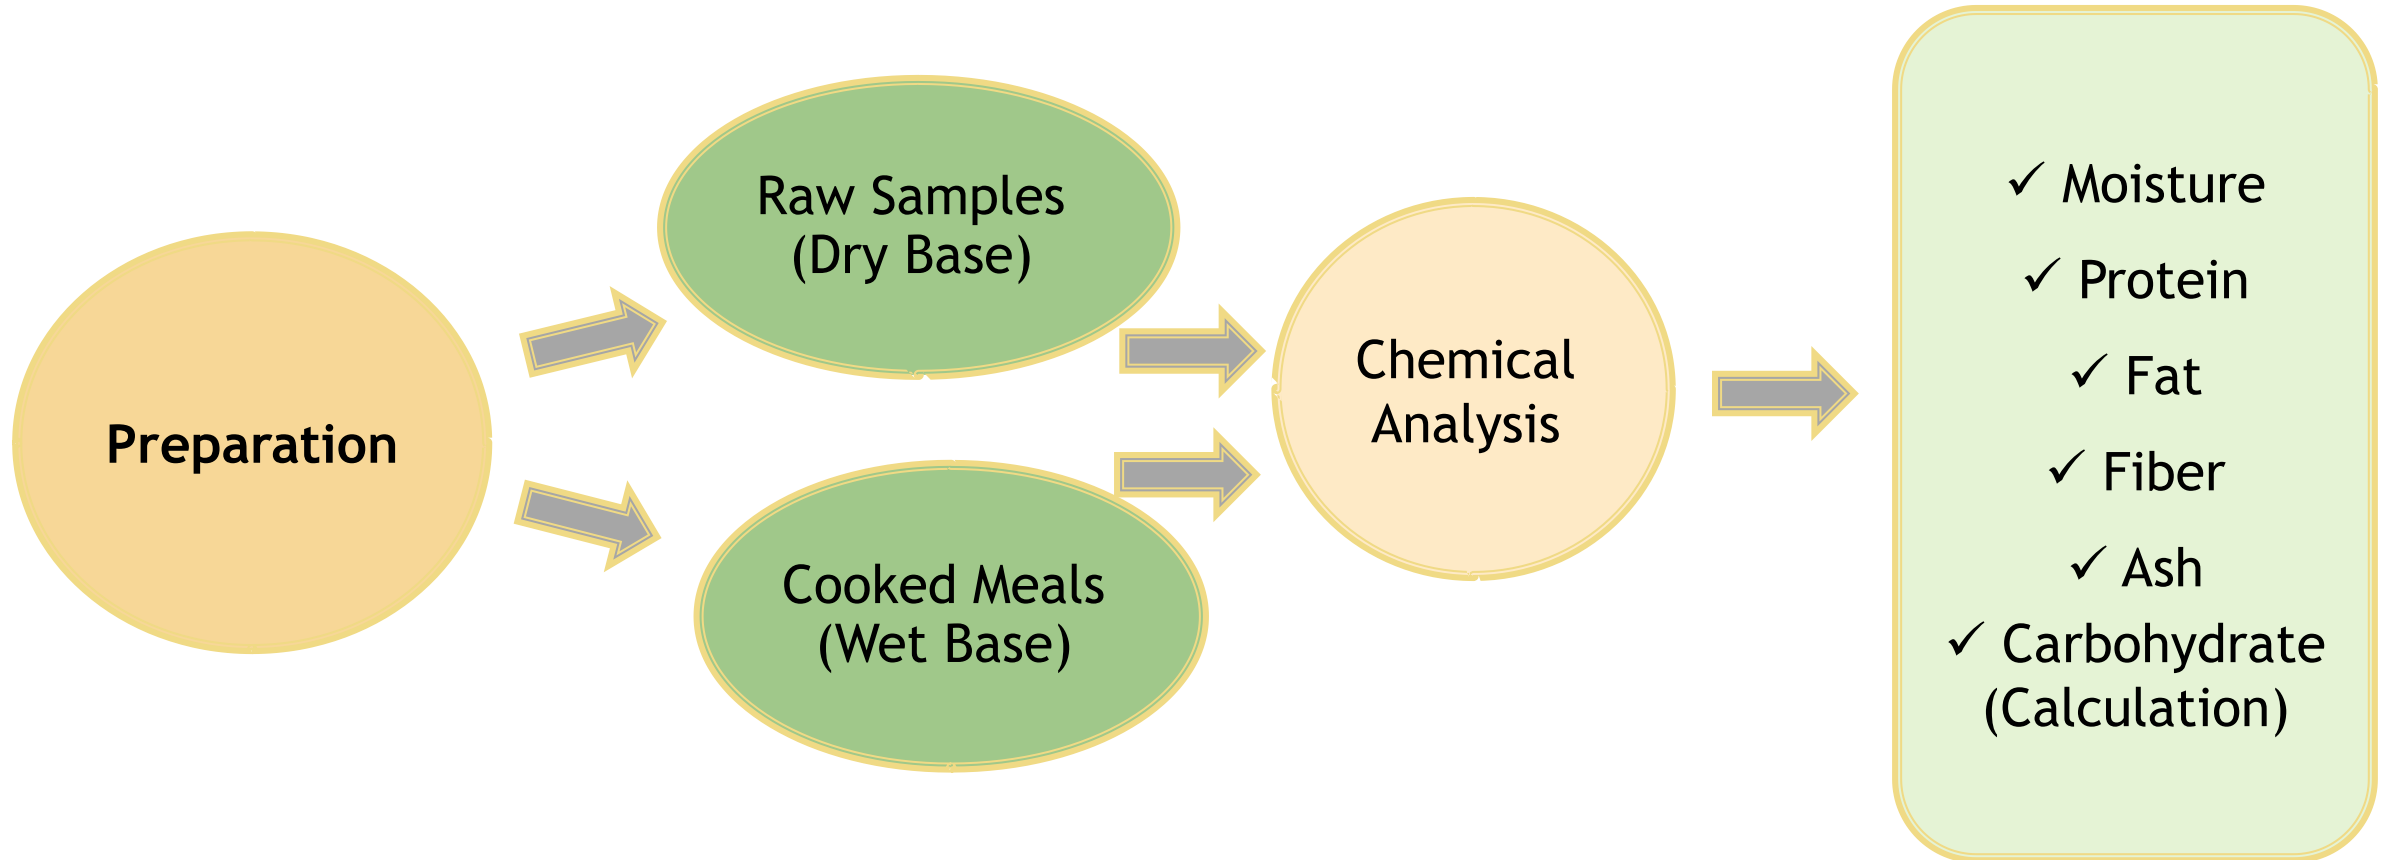 Preparation
Raw Samples
(Dry Base)
Cooked Meals
(Wet Base)
Chemical
Analysis
✓ Moisture
✓ Protein
✓ Fat
✓ Fiber
✓ Ash
✓ Carbohydrate
(Calculation)